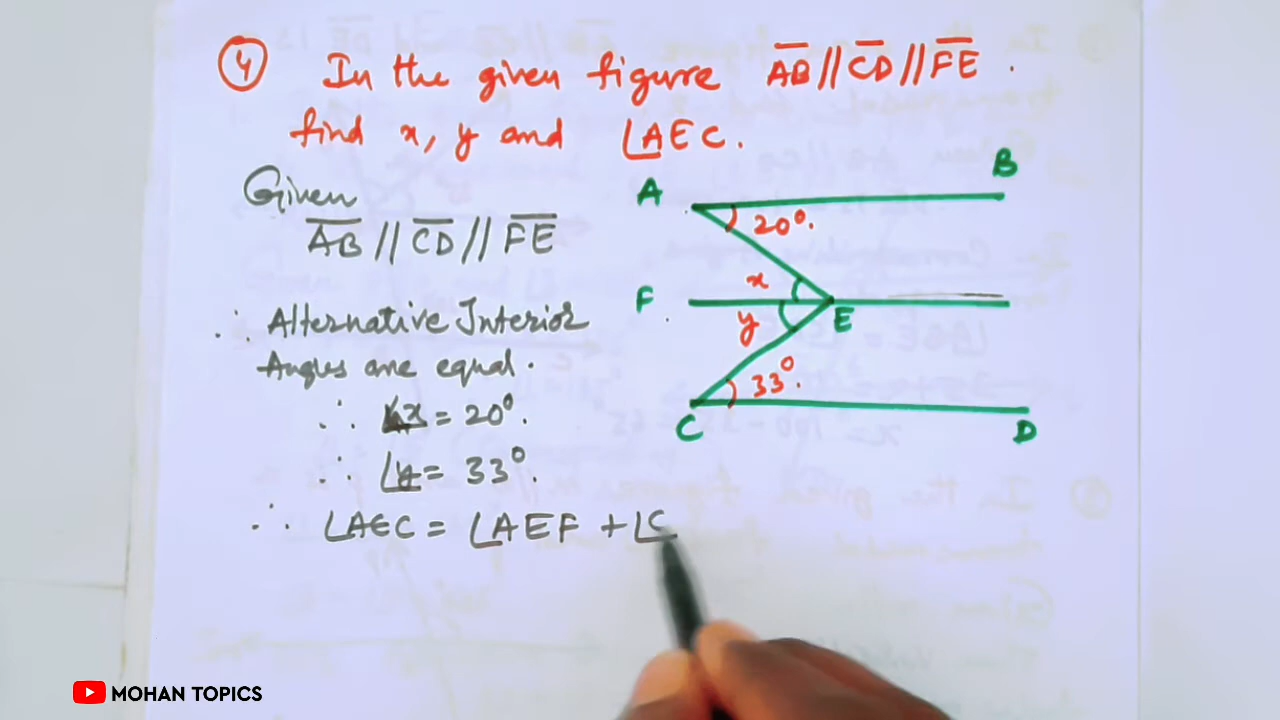 4 In the given figure AB // CD // FE.
find x, y and ∠AEC.
Given
AB // CD // FE
∴ Alternative Interior
Angles are equal.
∴ ∠x = 20°.
∴ ∠y = 33°.
∴ ∠AEC = ∠AEF + ∠C
A
B
20°.
x
F
E
y
33°.
C
D
MOHAN TOPICS